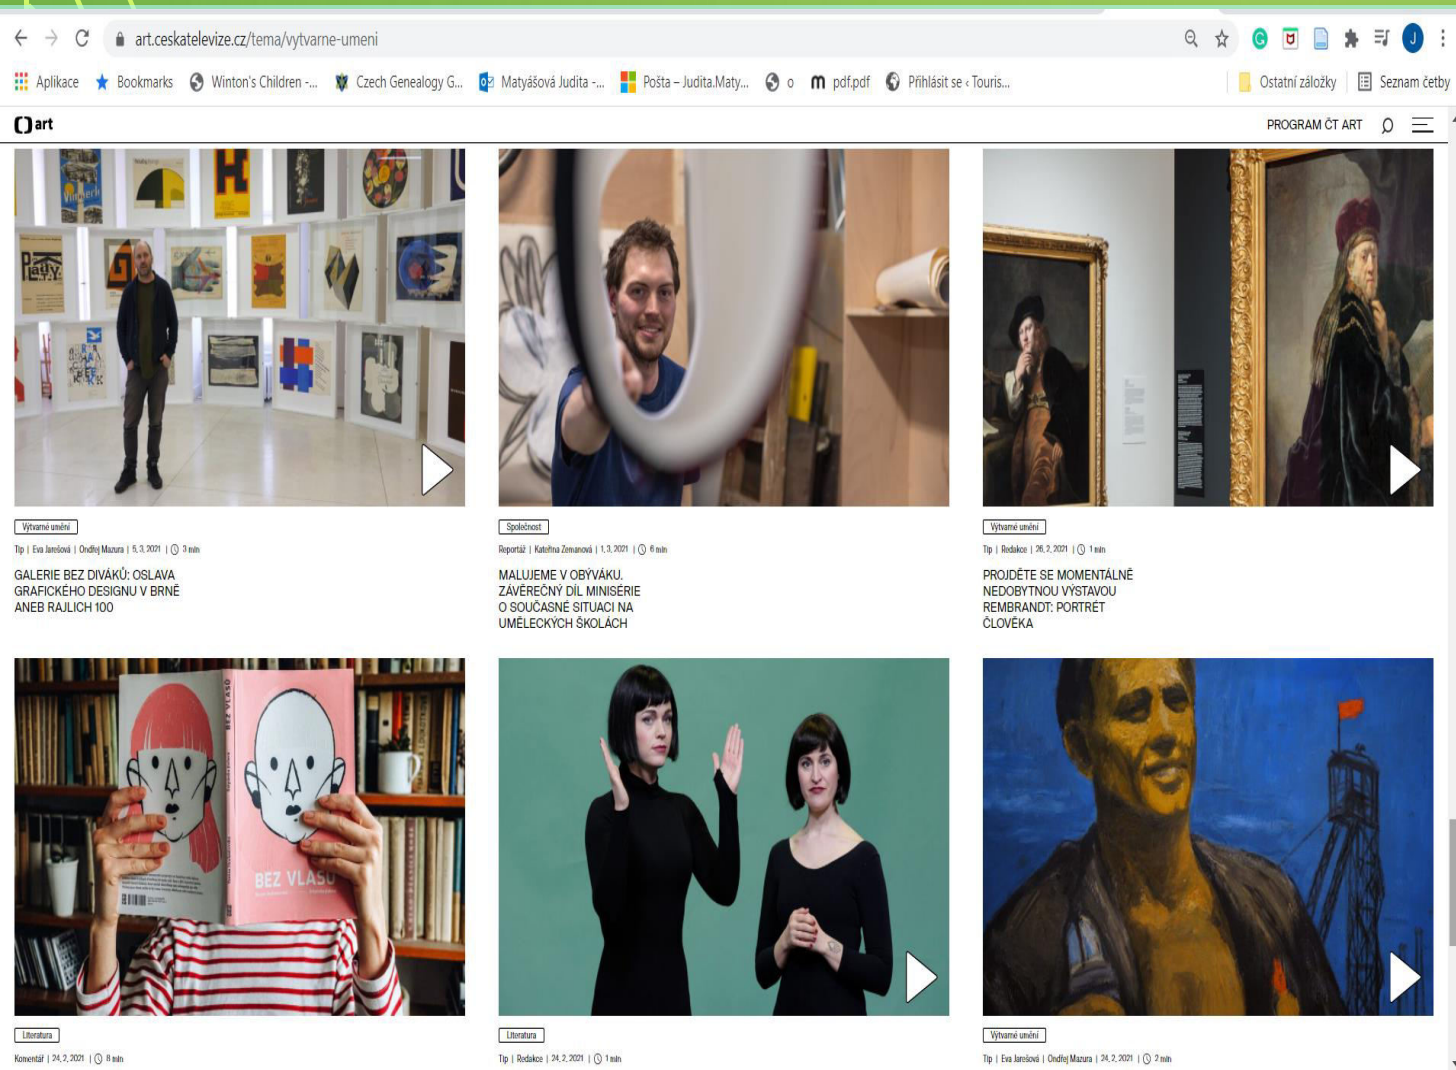 art.ceskatelevize.cz/tema/vytvarne-umeni
Aplikace Bookmarks Winton's Children -... Czech Genealogy G... Matyášová Judita -... Pošta – Judita.Maty... o pdf.pdf Přihlásit se ‹ Touris... Ostatní záložky Seznam četby
art PROGRAM ČT ART
Výtvarné umění
Tip | Eva Jarešová | Ondřej Mazura | 5. 3. 2021 | 3 min
GALERIE BEZ DIVÁKŮ: OSLAVA
GRAFICKÉHO DESIGNU V BRNĚ
ANEB RAJLICH 100
Společnost
Reportáž | Kateřina Zemanová | 1. 3. 2021 | 6 min
MALUJEME V OBÝVÁKU.
ZÁVĚREČNÝ DÍL MINISÉRIE
O SOUČASNÉ SITUACI NA
UMĚLECKÝCH ŠKOLÁCH
Výtvarné umění
Tip | Redakce | 26. 2. 2021 | 1 min
PROJDĚTE SE MOMENTÁLNĚ
NEDOBYTNOU VÝSTAVOU
REMBRANDT: PORTRÉT
ČLOVĚKA
BEZ VLASŮ
BEZ VLASŮ
Literatura
Komentář | 24. 2. 2021 | 8 min
Literatura
Tip | Redakce | 24. 2. 2021 | 1 min
Výtvarné umění
Tip | Eva Jarešová | Ondřej Mazura | 24. 2. 2021 | 2 min